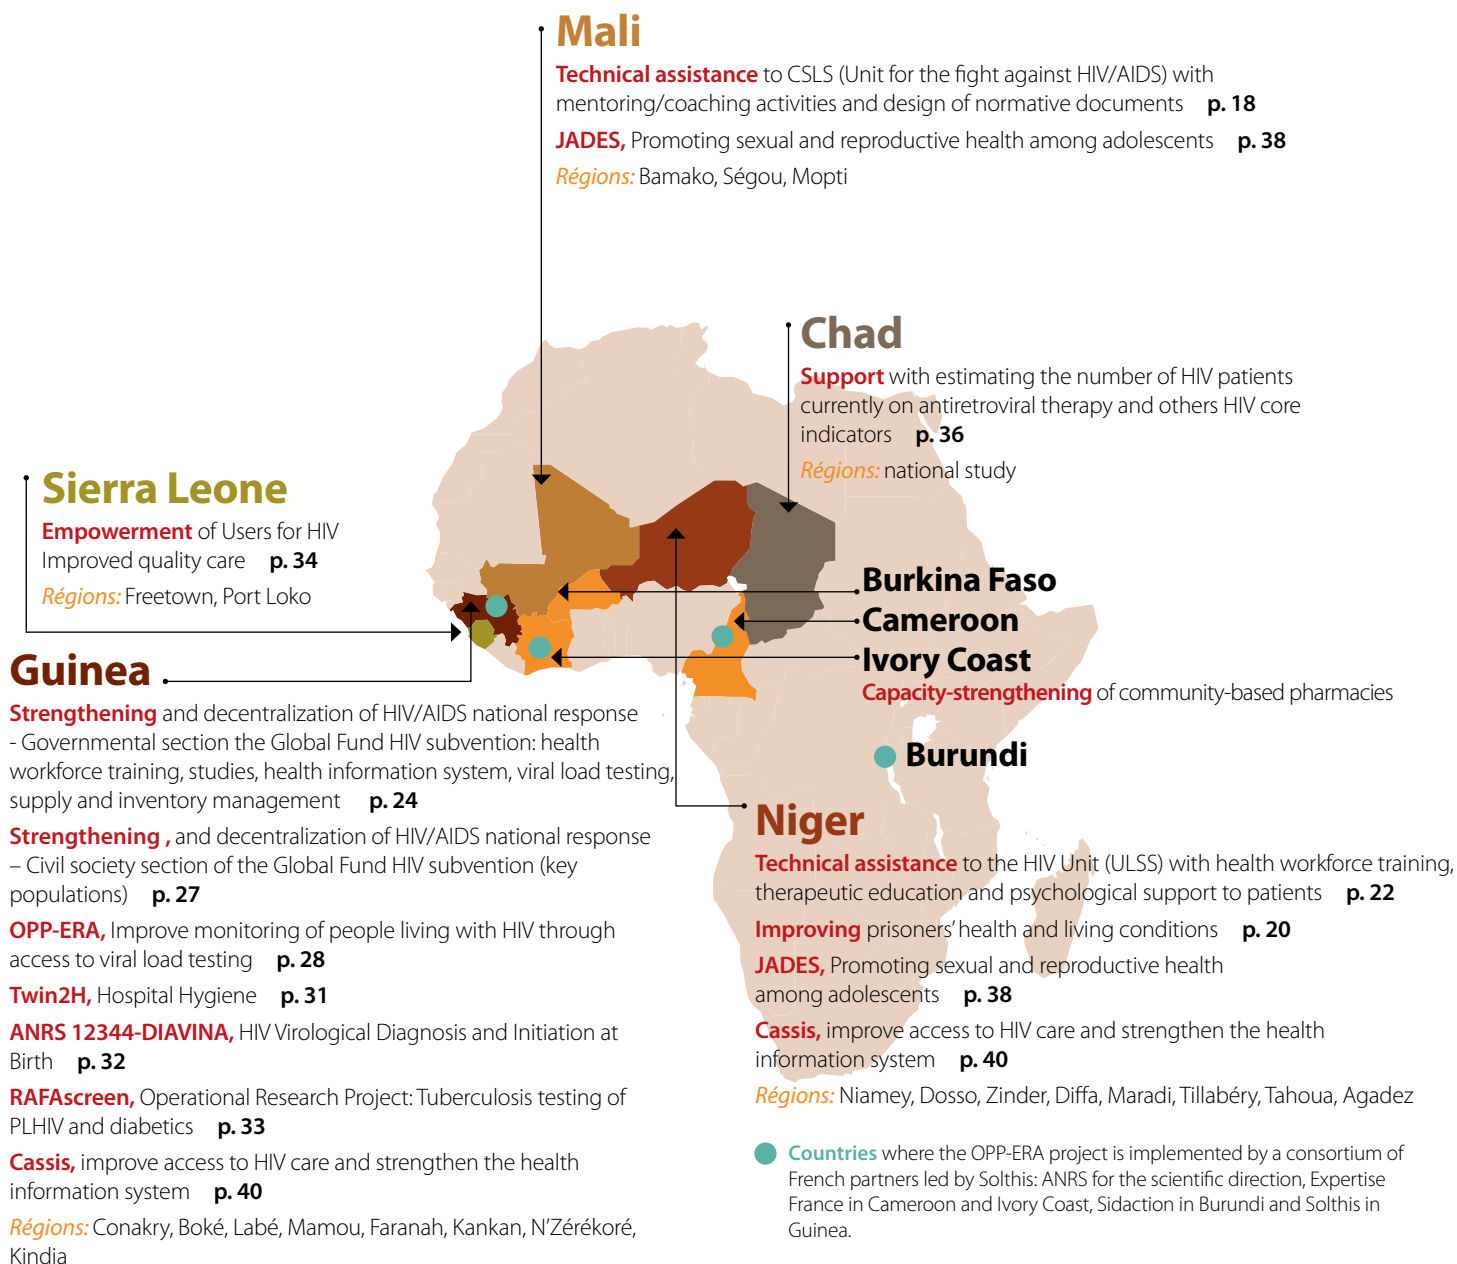 Mali
Technical assistance to CSLS (Unit for the fight against HIV/AIDS) with
mentoring/coaching activities and design of normative documents p. 18
JADES, Promoting sexual and reproductive health among adolescents p. 38
Régions: Bamako, Ségou, Mopti
Chad
Support with estimating the number of HIV patients
currently on antiretroviral therapy and others HIV core
indicators p. 36
Régions: national study
Sierra Leone
Empowerment of Users for HIV
Improved quality care p. 34
Régions: Freetown, Port Loko
Burkina Faso
Cameroon
Ivory Coast
Capacity-strengthening of community-based pharmacies
Burundi
Guinea
Strengthening and decentralization of HIV/AIDS national response
- Governmental section the Global Fund HIV subvention: health
workforce training, studies, health information system, viral load testing,
supply and inventory management p. 24
Strengthening , and decentralization of HIV/AIDS national response
– Civil society section of the Global Fund HIV subvention (key
populations) p. 27
OPP-ERA, Improve monitoring of people living with HIV through
access to viral load testing p. 28
Twin2H, Hospital Hygiene p. 31
ANRS 12344-DIAVINA, HIV Virological Diagnosis and Initiation at
Birth p. 32
RAFAscreen, Operational Research Project: Tuberculosis testing of
PLHIV and diabetics p. 33
Cassis, improve access to HIV care and strengthen the health
information system p. 40
Régions: Conakry, Boké, Labé, Mamou, Faranah, Kankan, N'Zérékoré,
Kindia
Niger
Technical assistance to the HIV Unit (ULSS) with health workforce training,
therapeutic education and psychological support to patients p. 22
Improving prisoners' health and living conditions p. 20
JADES, Promoting sexual and reproductive health
among adolescents p. 38
Cassis, improve access to HIV care and strengthen the health
information system p. 40
Régions: Niamey, Dosso, Zinder, Diffa, Maradi, Tillabéry, Tahoua, Agadez
Countries where the OPP-ERA project is implemented by a consortium of
French partners led by Solthis: ANRS for the scientific direction, Expertise
France in Cameroon and Ivory Coast, Sidaction in Burundi and Solthis in
Guinea.